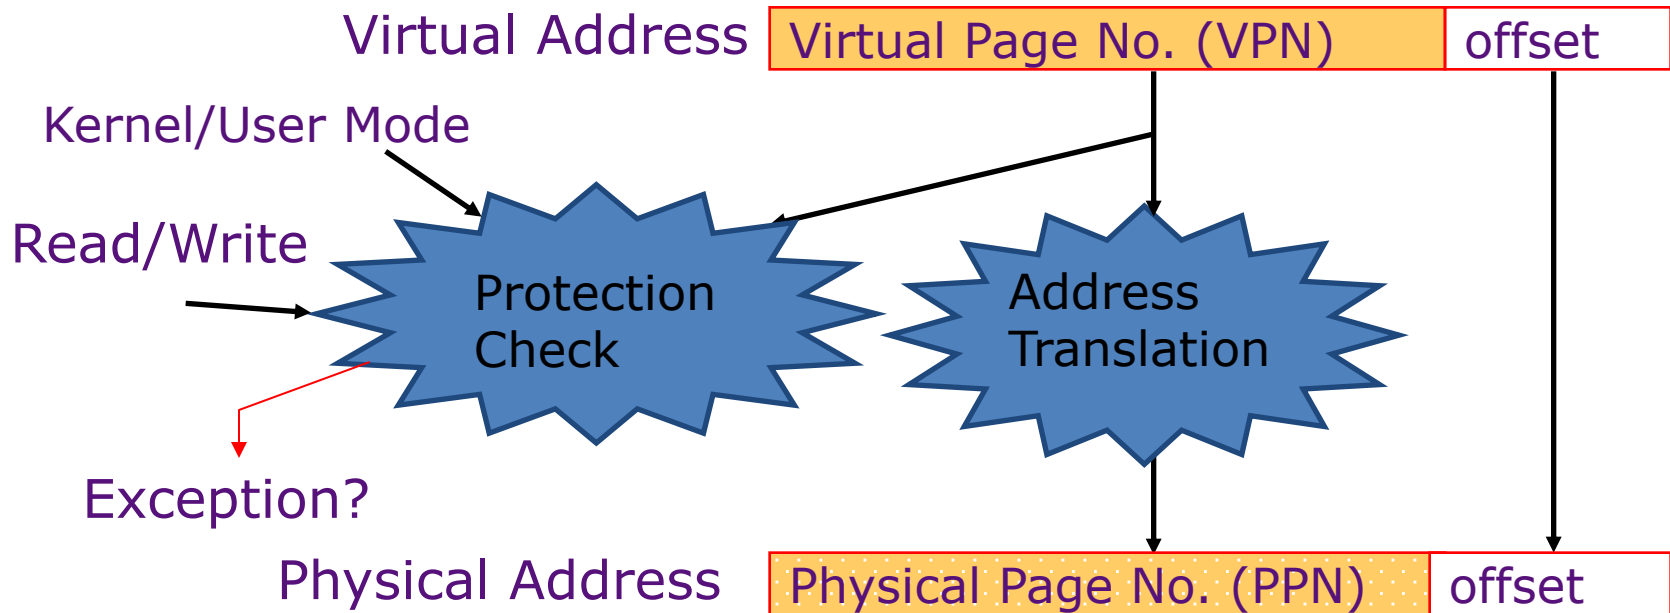 Virtual Address
Virtual Page No. (VPN)
offset
Kernel/User Mode
Read/Write
Protection
Check
Address
Translation
Exception?
Physical Address
Physical Page No. (PPN)
offset